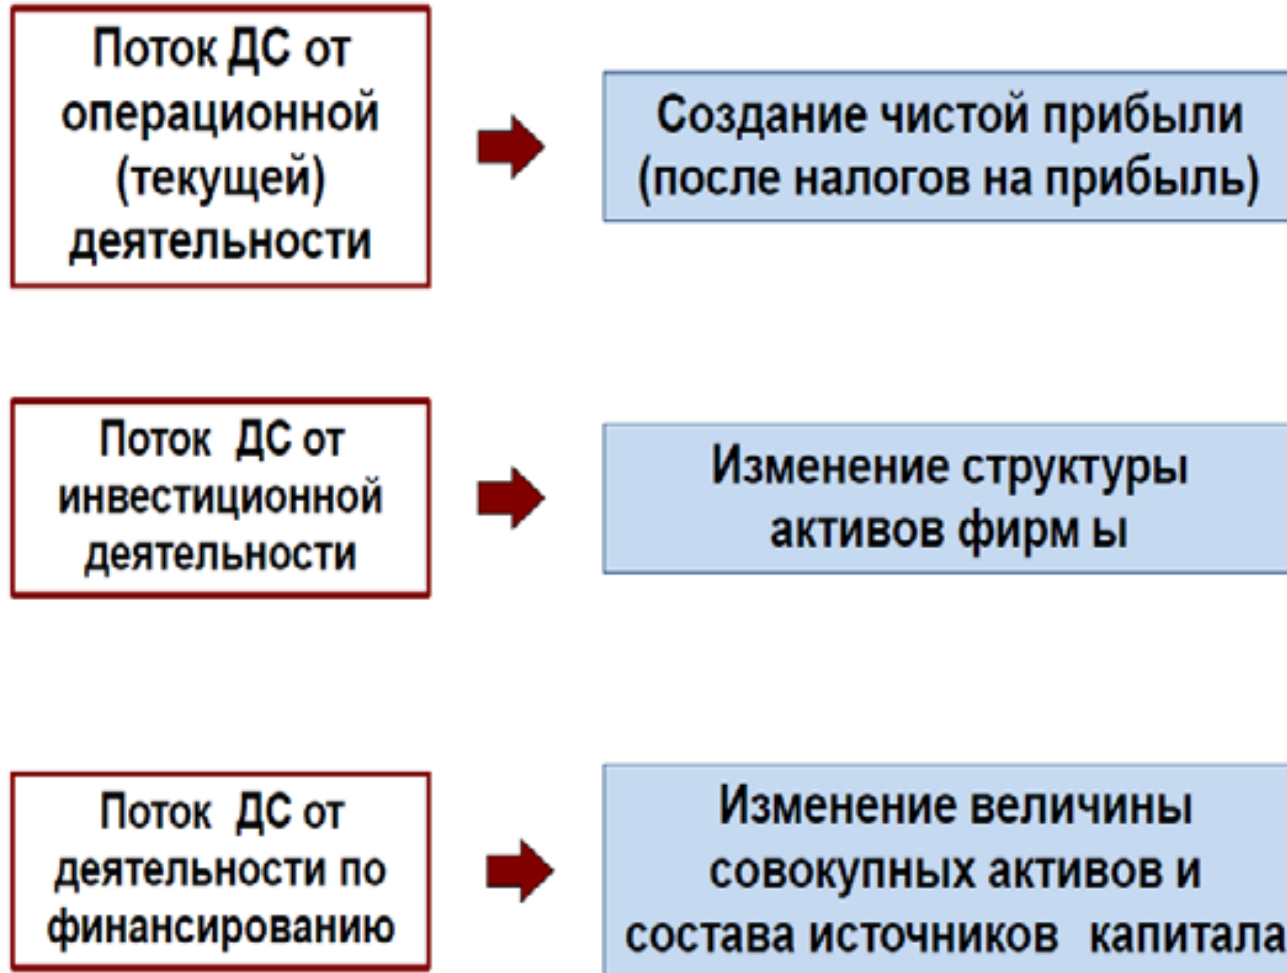 Поток ДС от
операционной
(текущей)
деятельности
Создание чистой прибыли
(после налогов на прибыль)
Поток ДС от
инвестиционной
деятельности
Изменение структуры
активов фирм ы
Поток ДС от
деятельности по
финансированию
Изменение величины
совокупных активов и
состава источников капитала